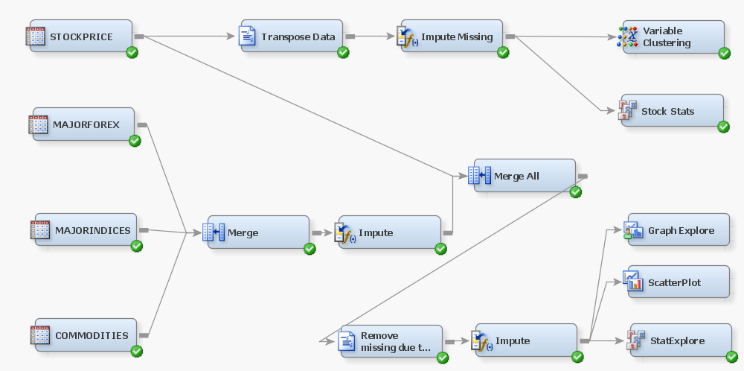 STOCKPRICE
Transpose Data
Impute Missing
Variable
Clustering
Stock Stats
MAJORFOREX
Merge All
MAJORINDICES
Merge
Impute
Graph Explore
ScatterPlot
COMMODITIES
Remove
missing due t...
Impute
StatExplore